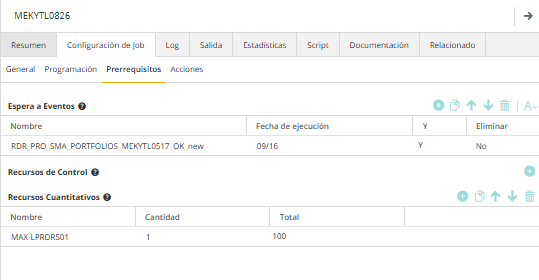 MEKYTL0826
Resumen Configuración de Job Log Salida Estadísticas Script Documentación Relacionado
General Programación Prerrequisitos Acciones
Espera a Eventos
Nombre Fecha de ejecución Y Eliminar
RDR_PRO_SMA_PORTFOLIOS_MEKYTL0517_OK_new 09/16 Y No
Recursos de Control
Recursos Cuantitativos
Nombre Cantidad Total
MAX-LPRDR501 1 100